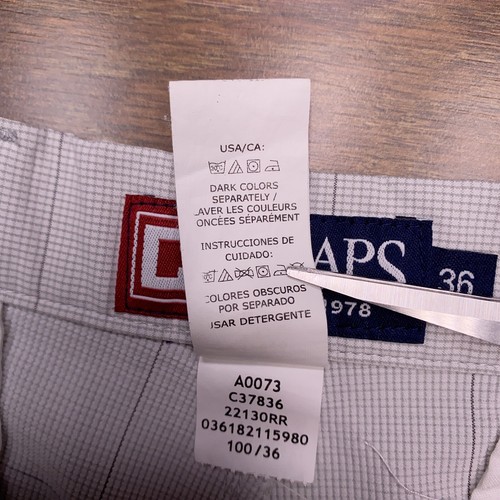 USA/CA:
DARK COLORS
SEPARATELY /
LAVER LES COULEURS
FONCÉES SÉPARÉMENT
INSTRUCCIONES DE
CUIDADO:
COLORES OBSCUROS
POR SEPARADO
USAR DETERGENTE
C
APS
36
1978
A0073
C37836
22130RR
036182115980
100/36